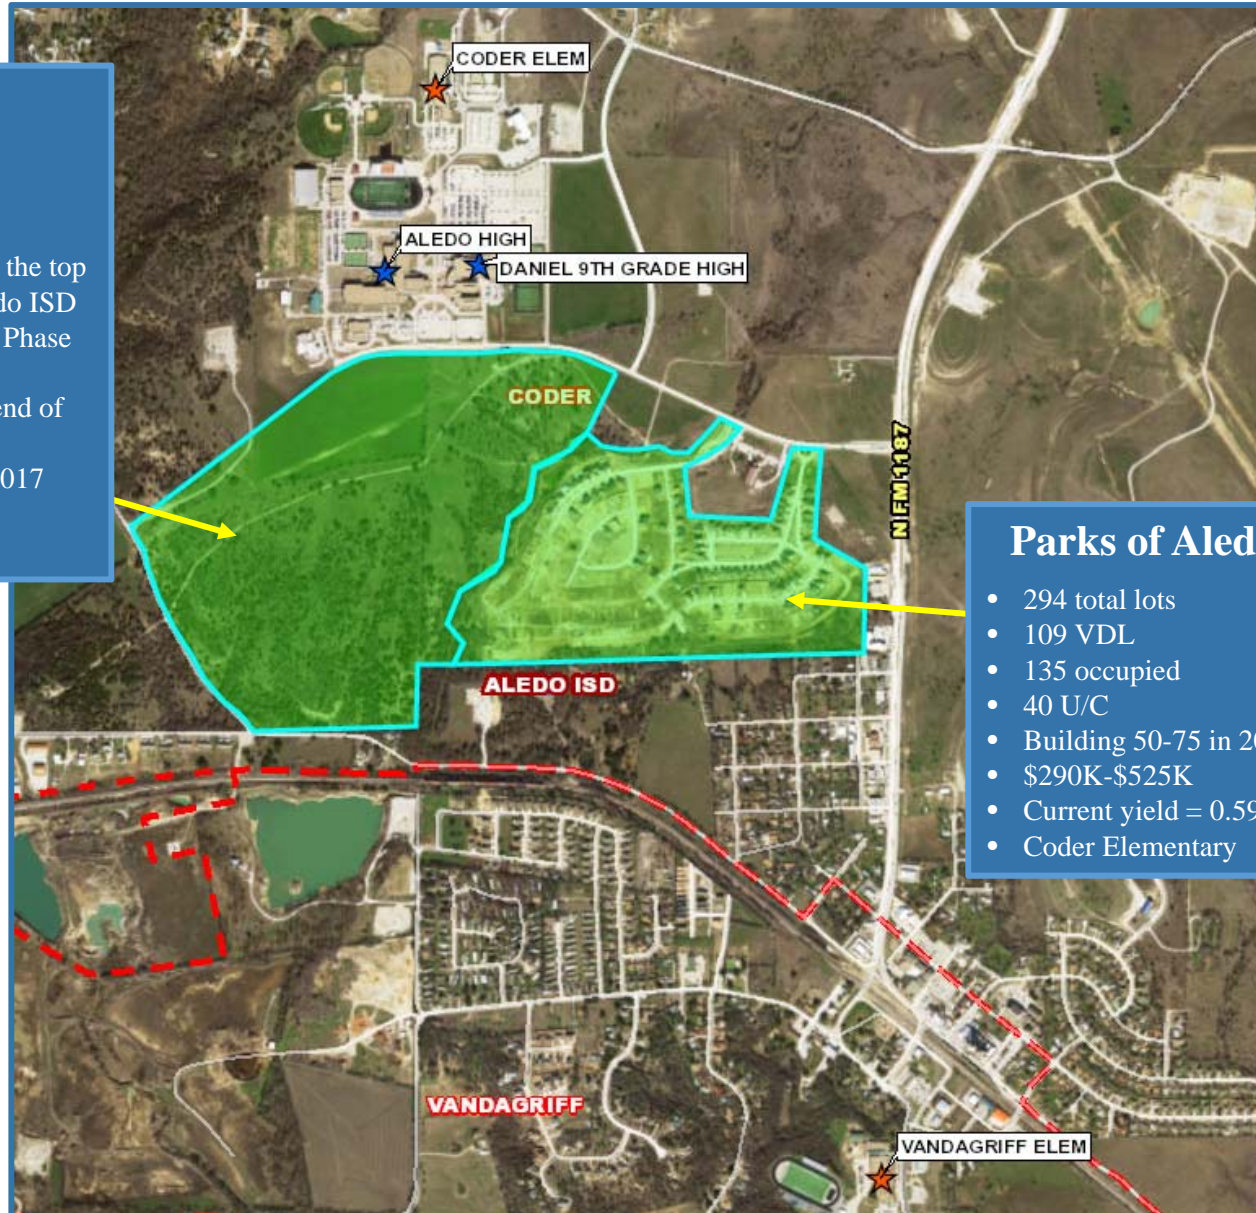 CODER ELEM
the top
do ISD
Phase
end of
017
ALEDO HIGH
DANIEL 9TH GRADE HIGH
CODER
N FM 1187
ALEDO ISD
Parks of Aled
• 294 total lots
• 109 VDL
• 135 occupied
• 40 U/C
• Building 50-75 in 20
• $290K-$525K
• Current yield = 0.59
• Coder Elementary
VANDAGRIFF
VANDAGRIFF ELEM